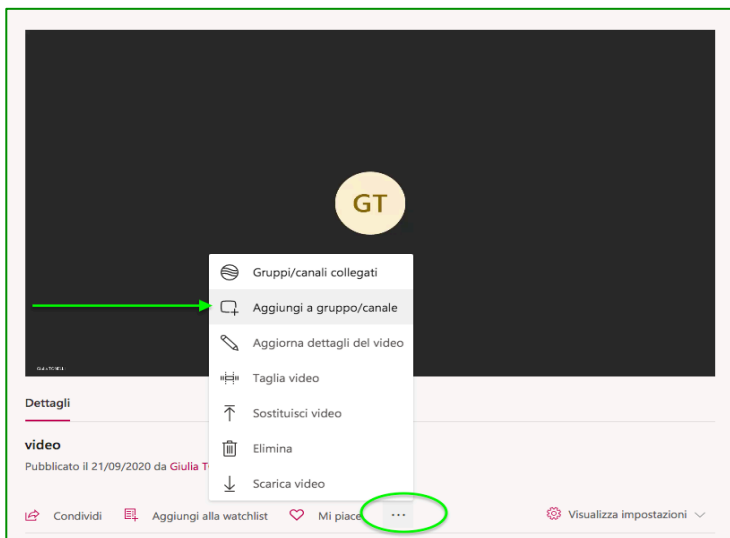 GT
Gruppi/canali collegati
Aggiungi a gruppo/canale
Aggiorna dettagli del video
Taglia video
Sostituisci video
Elimina
Scarica video
Dettagli
video
Pubblicato il 21/09/2020 da Giulia
Condividi Aggiungi alla watchlist Mi piace ... Visualizza impostazioni